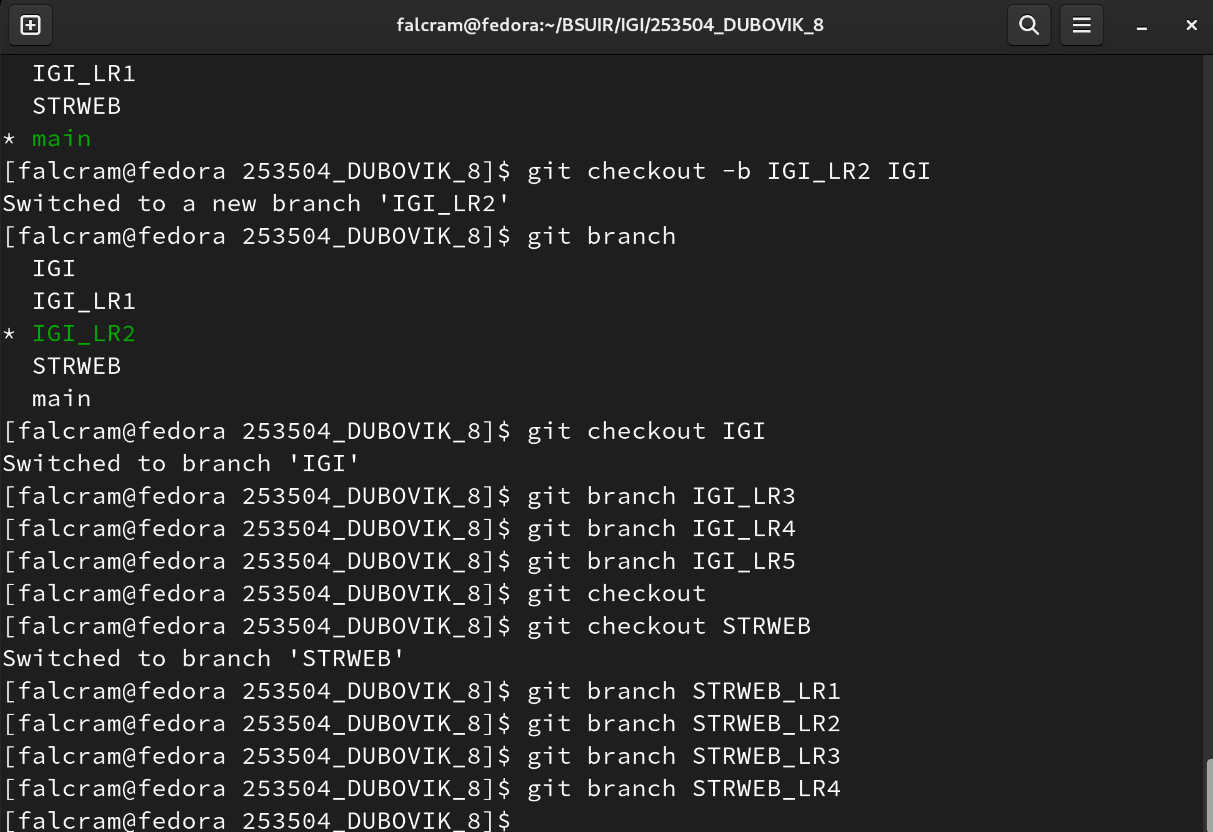 falcram@fedora:~/BSUIR/IGI/253504_DUBOVIK_8
  IGI_LR1
  STRWEB
* main
[falcram@fedora 253504_DUBOVIK_8]$ git checkout -b IGI_LR2 IGI
Switched to a new branch 'IGI_LR2'
[falcram@fedora 253504_DUBOVIK_8]$ git branch
  IGI
  IGI_LR1
* IGI_LR2
  STRWEB
  main
[falcram@fedora 253504_DUBOVIK_8]$ git checkout IGI
Switched to branch 'IGI'
[falcram@fedora 253504_DUBOVIK_8]$ git branch IGI_LR3
[falcram@fedora 253504_DUBOVIK_8]$ git branch IGI_LR4
[falcram@fedora 253504_DUBOVIK_8]$ git branch IGI_LR5
[falcram@fedora 253504_DUBOVIK_8]$ git checkout
[falcram@fedora 253504_DUBOVIK_8]$ git checkout STRWEB
Switched to branch 'STRWEB'
[falcram@fedora 253504_DUBOVIK_8]$ git branch STRWEB_LR1
[falcram@fedora 253504_DUBOVIK_8]$ git branch STRWEB_LR2
[falcram@fedora 253504_DUBOVIK_8]$ git branch STRWEB_LR3
[falcram@fedora 253504_DUBOVIK_8]$ git branch STRWEB_LR4
[falcram@fedora 253504_DUBOVIK_8]$